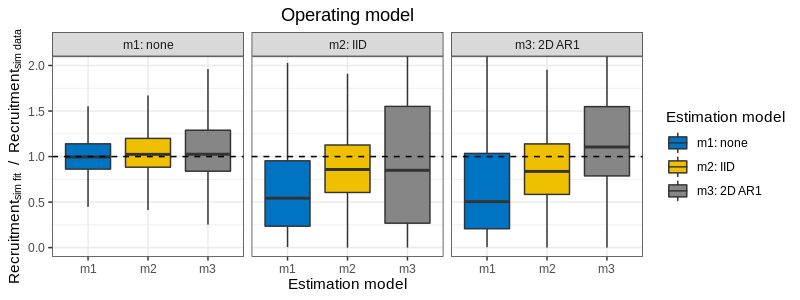 Operating model
m1: none
m2: IID
m3: 2D AR1
Recruitment sim fit / Recruitment sim data
2.0
1.5
1.0
0.5
0.0
m1 m2 m3
m1 m2 m3
m1 m2 m3
Estimation model
Estimation model
m1: none
m2: IID
m3: 2D AR1